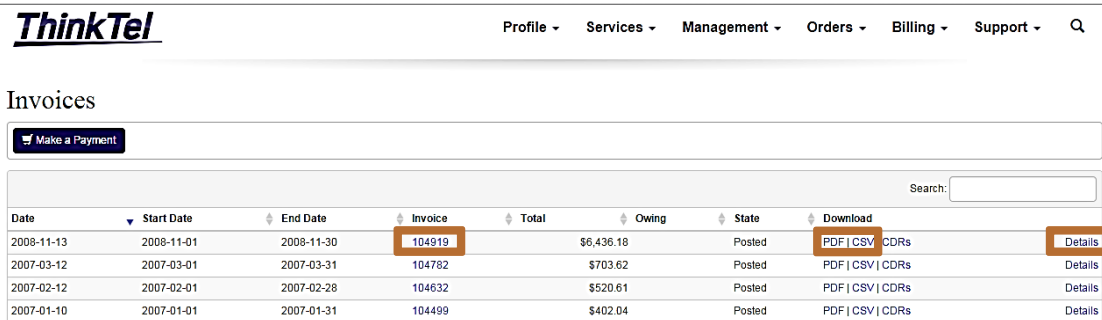 ThinkTel Profile Services Management Orders Billing Support
Invoices
Make a Payment
Search:
Date Start Date End Date Invoice Total Owing State Download
2008-11-13 2008-11-01 2008-11-30 104919 $6,436.18 Posted PDF | CSV | CDRs Details
2007-03-12 2007-03-01 2007-03-31 104782 $703.62 Posted PDF | CSV | CDRs Details
2007-02-12 2007-02-01 2007-02-28 104632 $520.61 Posted PDF | CSV | CDRs Details
2007-01-10 2007-01-01 2007-01-31 104499 $402.04 Posted PDF | CSV | CDRs Details